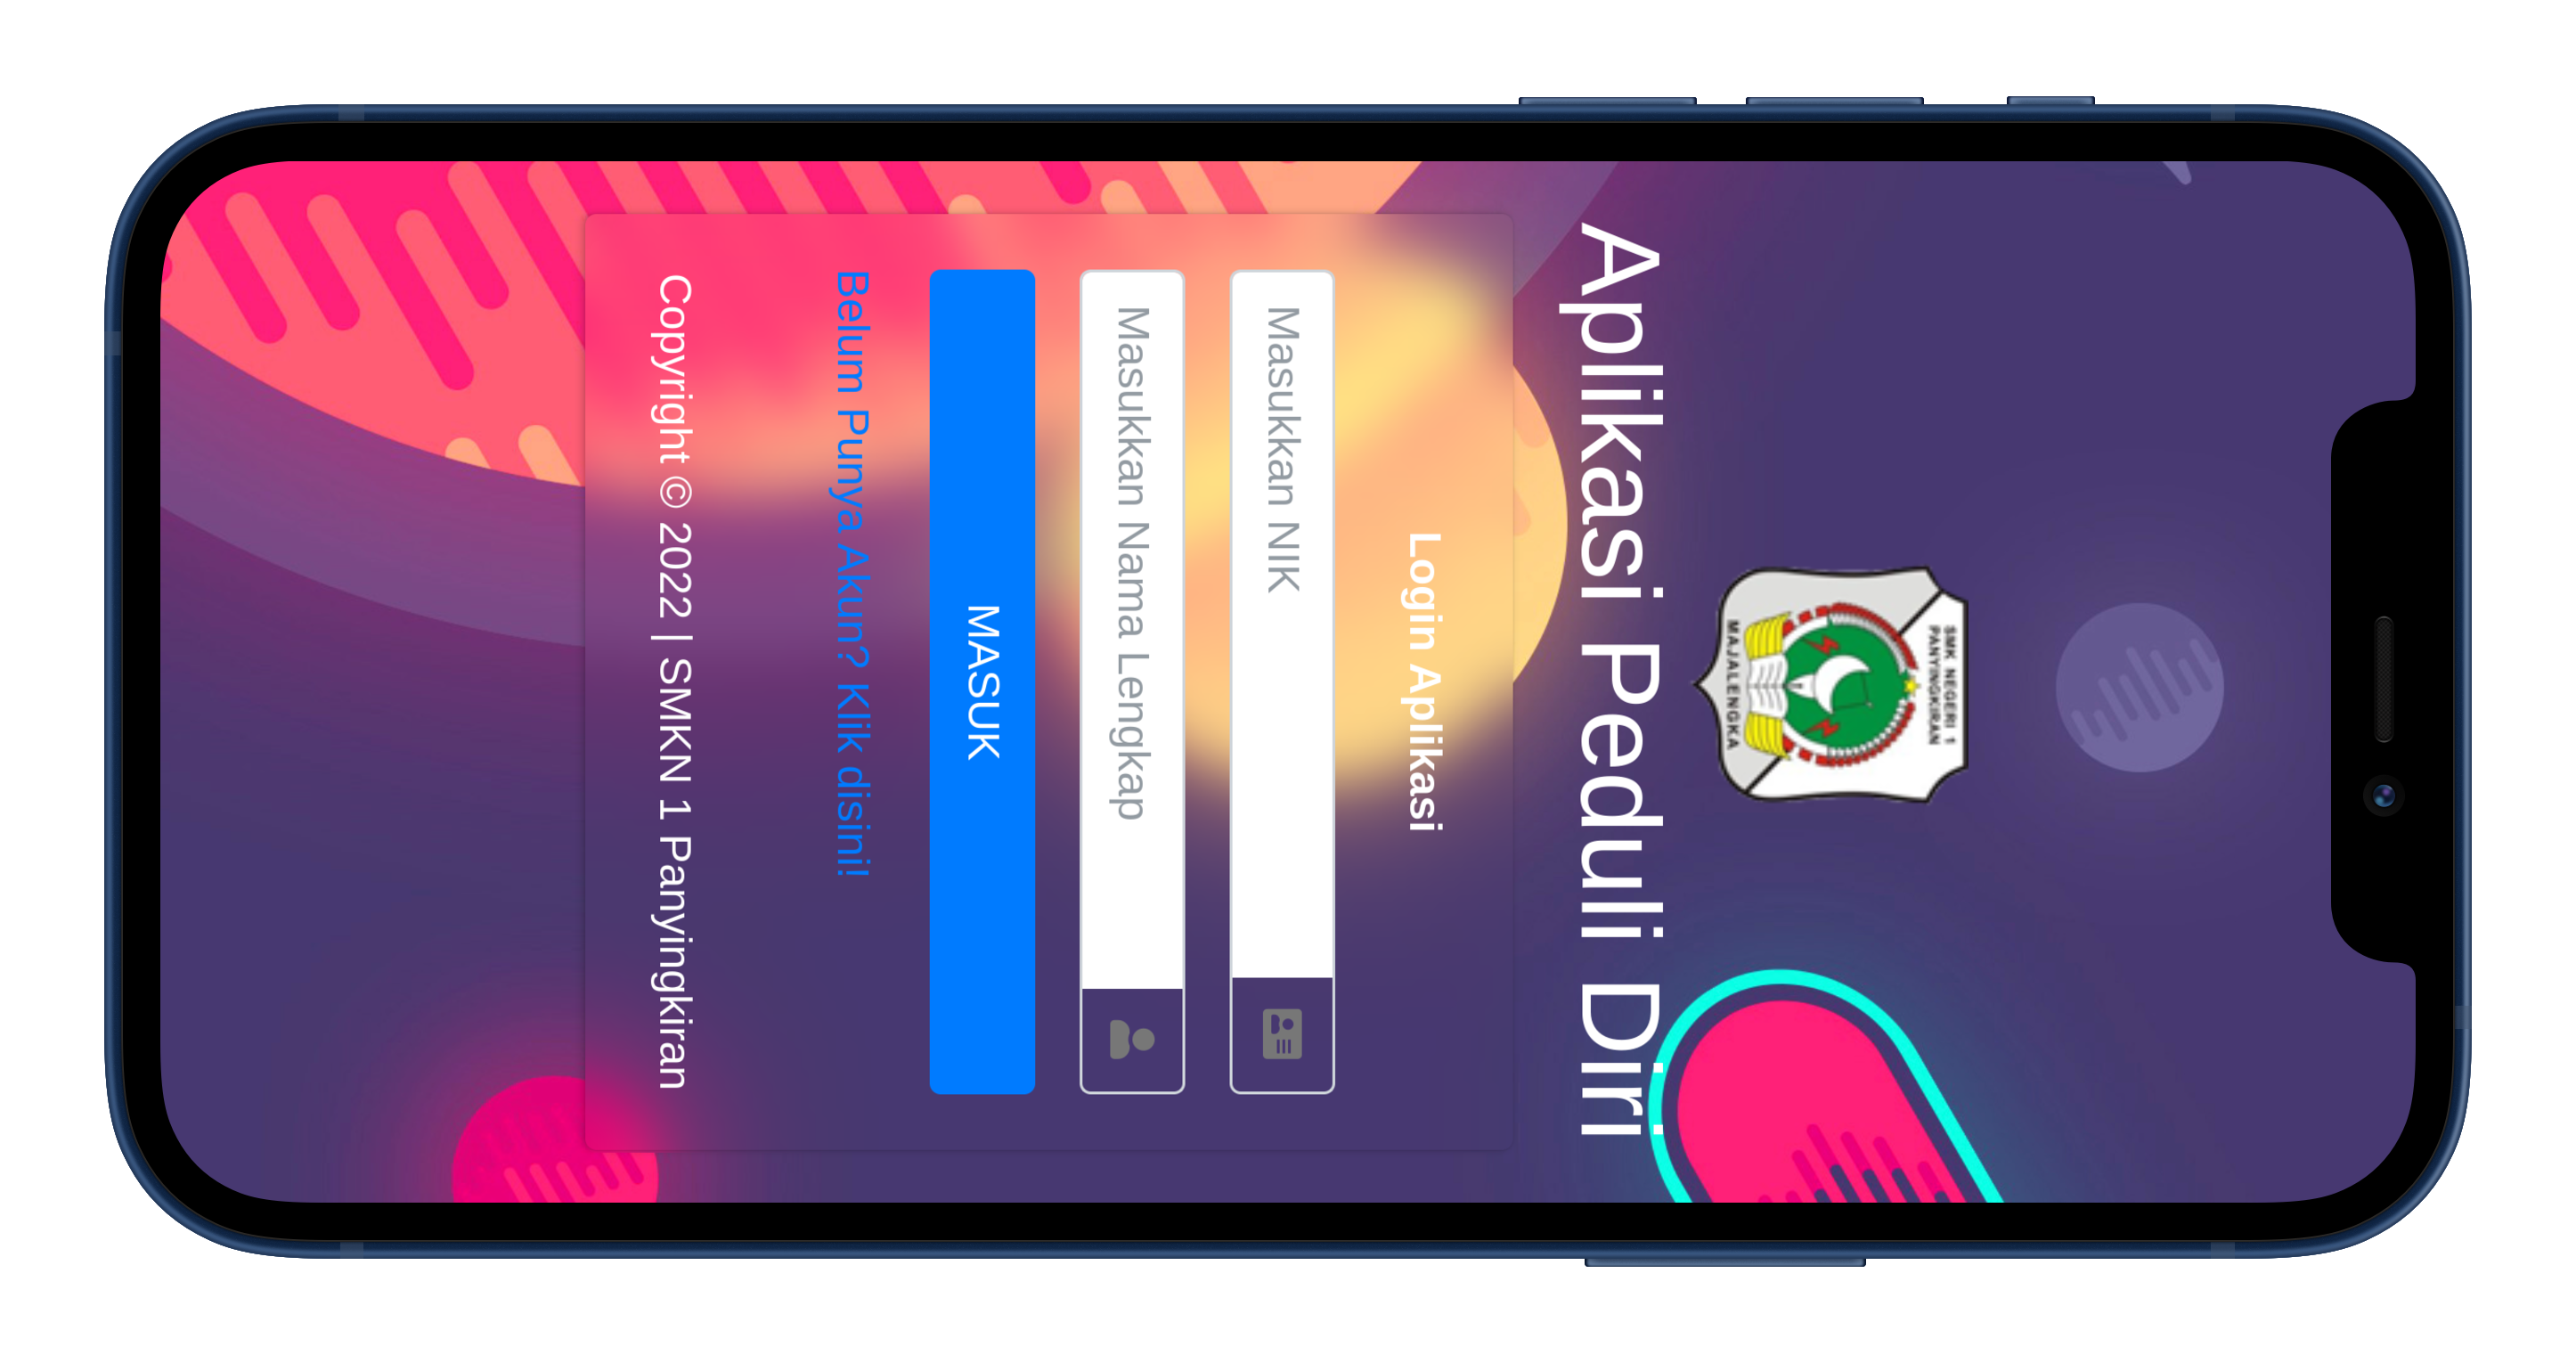 SMK NEGERI 1
PANYINGKIRAN
MAJALENGKA
Aplikasi Peduli Diri
Login Aplikasi
Masukkan NIK
Masukkan Nama Lengkap
MASUK
Belum Punya Akun? Klik disini!
Copyright © 2022 | SMKN 1 Panyingkiran